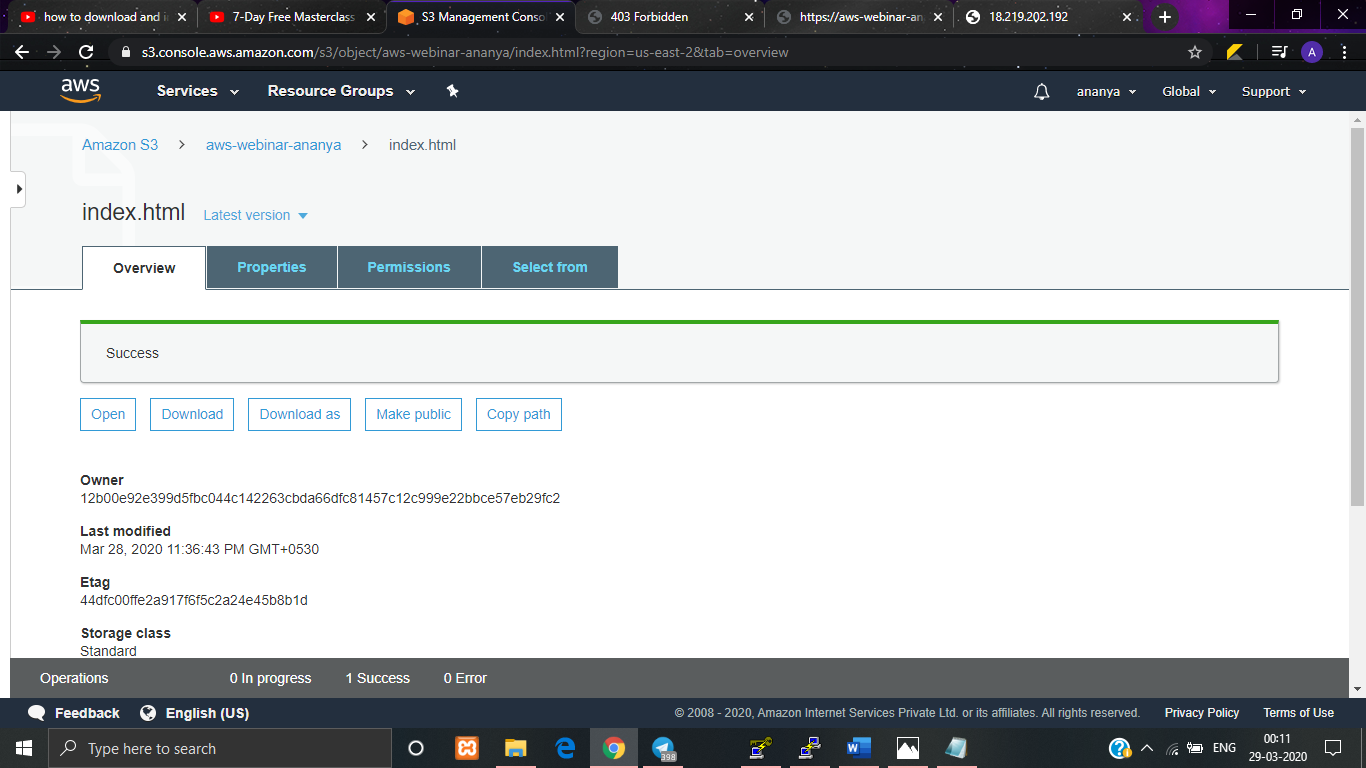 how to download and i
7-Day Free Masterclass
S3 Management Conso
403 Forbidden
https://aws-webinar-an
18.219.202.192
s3.console.aws.amazon.com/s3/object/aws-webinar-ananya/index.html?region=us-east-2&tab=overview
A
aws
Services
Resource Groups
ananya
Global
Support
Amazon S3 > aws-webinar-ananya > index.html
index.html
Latest version
Overview
Properties
Permissions
Select from
Success
Open
Download
Download as
Make public
Copy path
Owner
12b00e92e399d5fbc044c142263cbda66dfc81457c12c999e22bbce57eb29fc2
Last modified
Mar 28, 2020 11:36:43 PM GMT+0530
Etag
44dfc00ffe2a917f6f5c2a24e45b8b1d
Storage class
Standard
Operations
0 In progress
1 Success
0 Error
Feedback
English (US)
© 2008 - 2020, Amazon Internet Services Private Ltd. or its affiliates. All rights reserved.
Privacy Policy
Terms of Use
Type here to search
398
ENG
00:11
29-03-2020